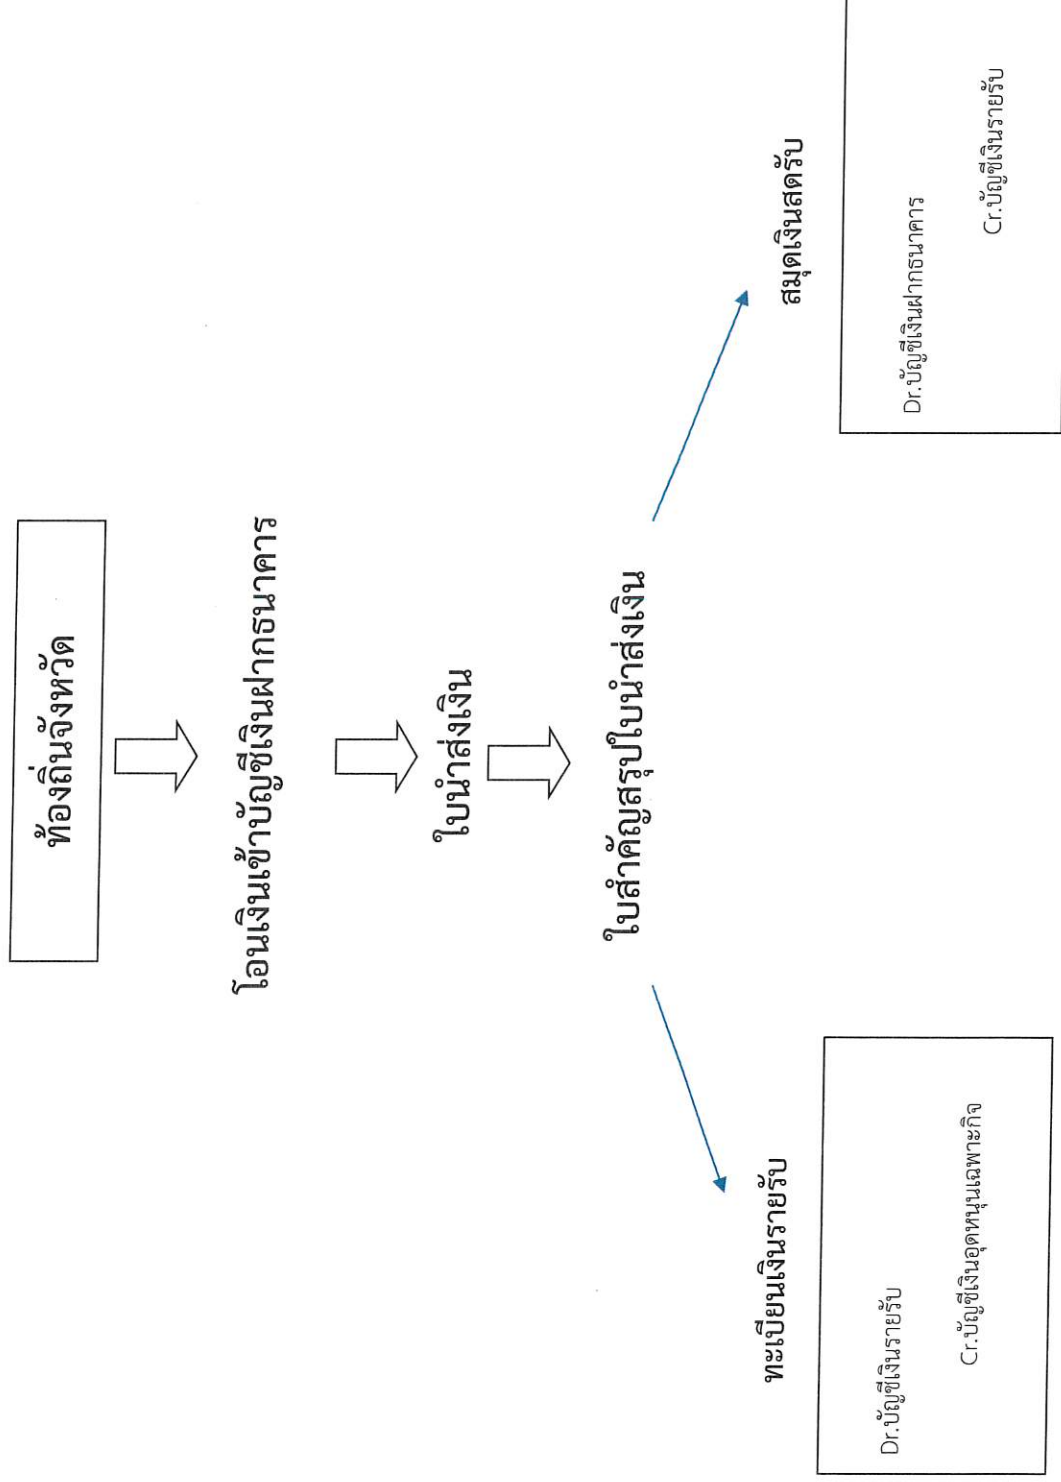 ท้องถิ่นจังหวัด
โอนเงินเข้าบัญชีเงินฝากธนาคาร
ใบนำส่งเงิน
ใบสำคัญสรุปใบนำส่งเงิน
ทะเบียนเงินรายรับ
Dr.บัญชีเงินรายรับ
Cr.บัญชีเงินอุดหนุนเฉพาะกิจ
สมุดเงินสดรับ
Dr.บัญชีเงินฝากธนาคาร
Cr.บัญชีเงินรายรับ